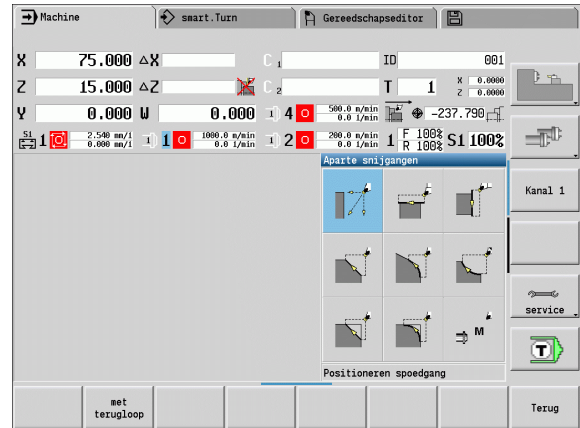 Machine smart.Turn Gereedschapseditor
X 75.000 △X C 1 ID 001
Z 15.000 △Z C 2 T 1 X 0.0000
Z 0.0000
Y 0.000 W 0.000 1) 4 500.0 m/min
0.0 1/min -237.790
S1 1 2.540 mm/1
0.000 mm/1 1) 1 1000.0 m/min
0.0 1/min 1) 2 200.0 m/min
0.0 1/min 1 F 100%
R 100% S1 100%
Aparte snijgangen
Kanal 1
M
service
T
Positioneren spoedgang
met
terugloop
Terug